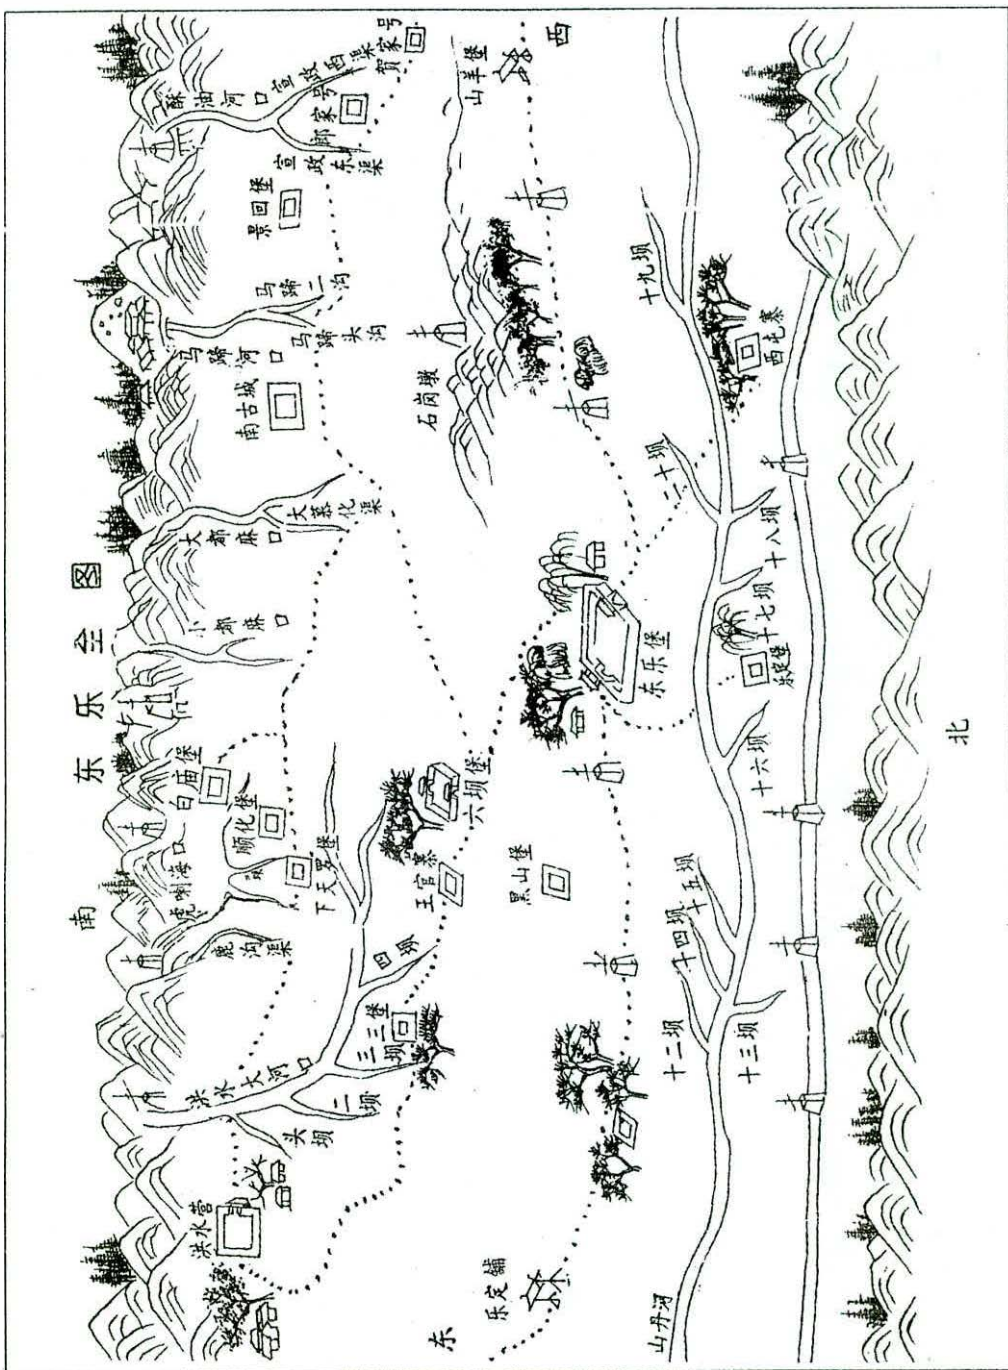 东乐全图
南
北
东
西
洪水营
洪水大河口
头坝
二坝
三坝
三堡
四坝
鹿沟渠
虎喇海口
下天罗堡
顺化堡
白庙堡
小都麻口
大都麻口
大慕化渠
南古城
马蹄河口
马蹄头沟
马蹄二沟
景回堡
酥油河口
宣政西渠
宣政东渠
郎家号
贺家号
六坝堡
王官寨
黑山堡
石岗墩
山羊堡
东乐堡
乐定铺
山丹河
十二坝
十三坝
十四坝
十五坝
十六坝
十七坝
十八坝
十九坝
二十坝
西屯寨